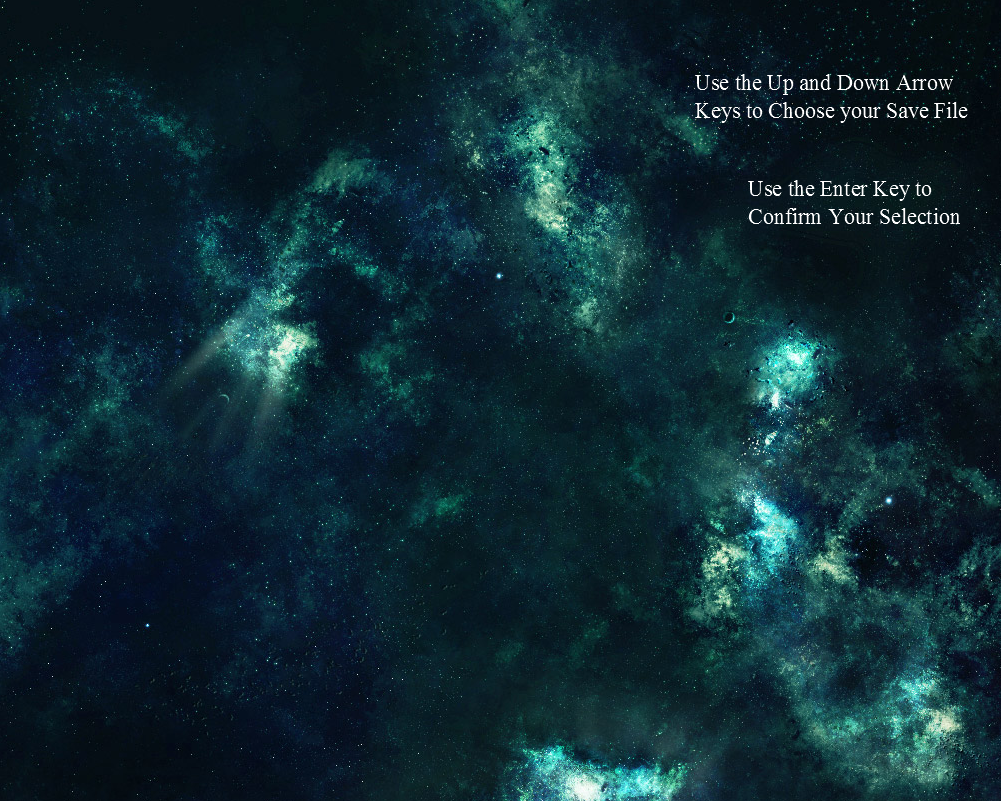 Use the Up and Down Arrow
Keys to Choose your Save File
Use the Enter Key to
Confirm Your Selection